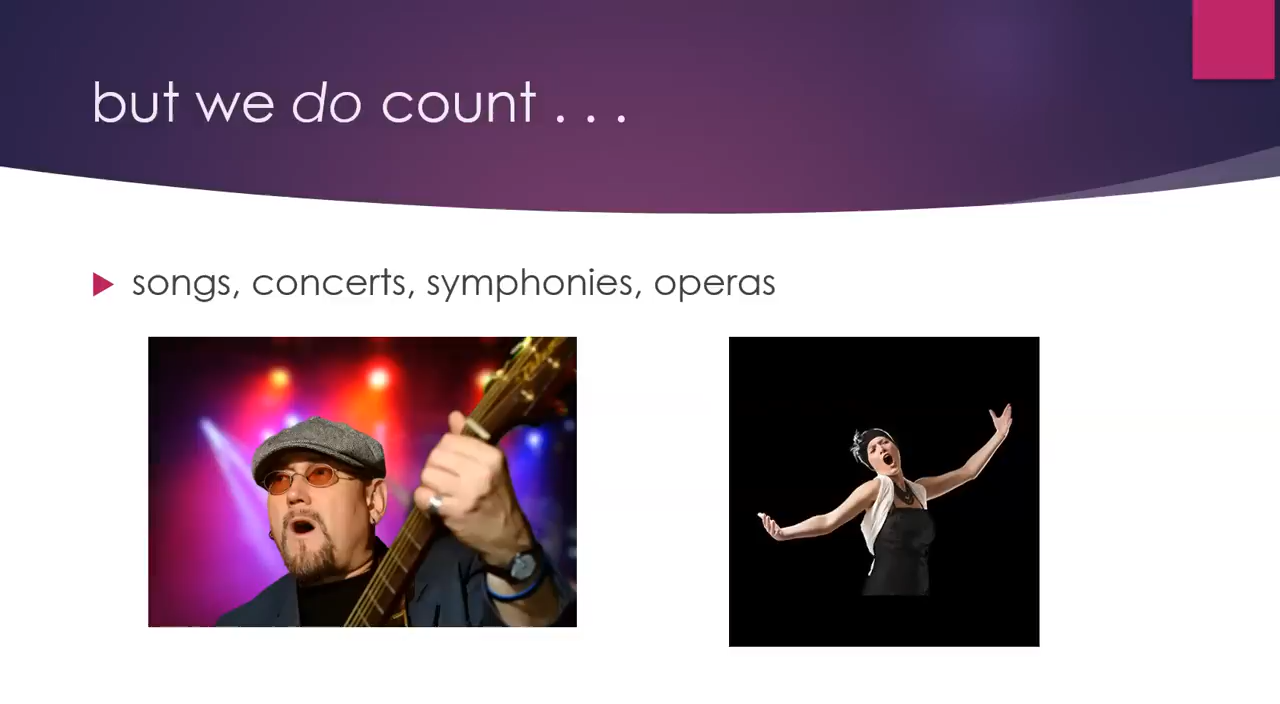 but we do count . . .
songs, concerts, symphonies, operas